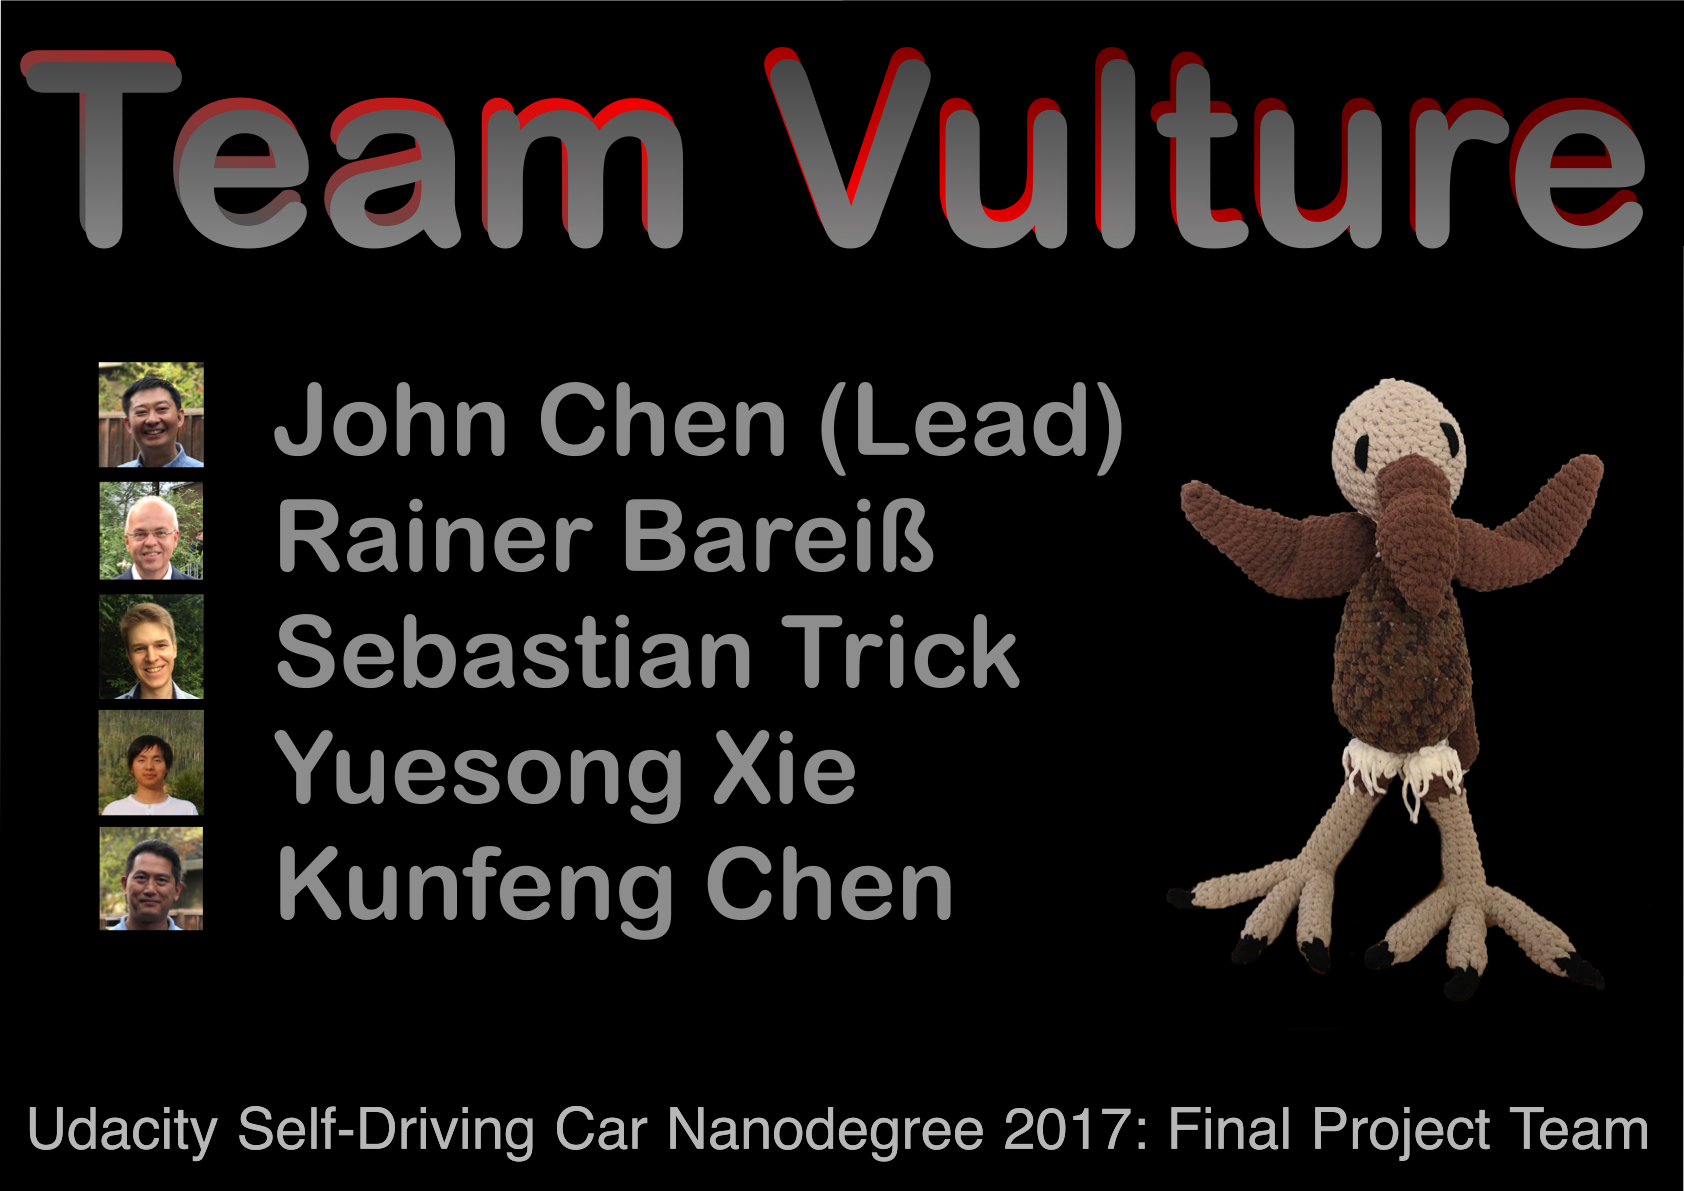 Team Vulture
John Chen (Lead)
Rainer Bareiß
Sebastian Trick
Yuesong Xie
Kunfeng Chen
Udacity Self-Driving Car Nanodegree 2017: Final Project Team